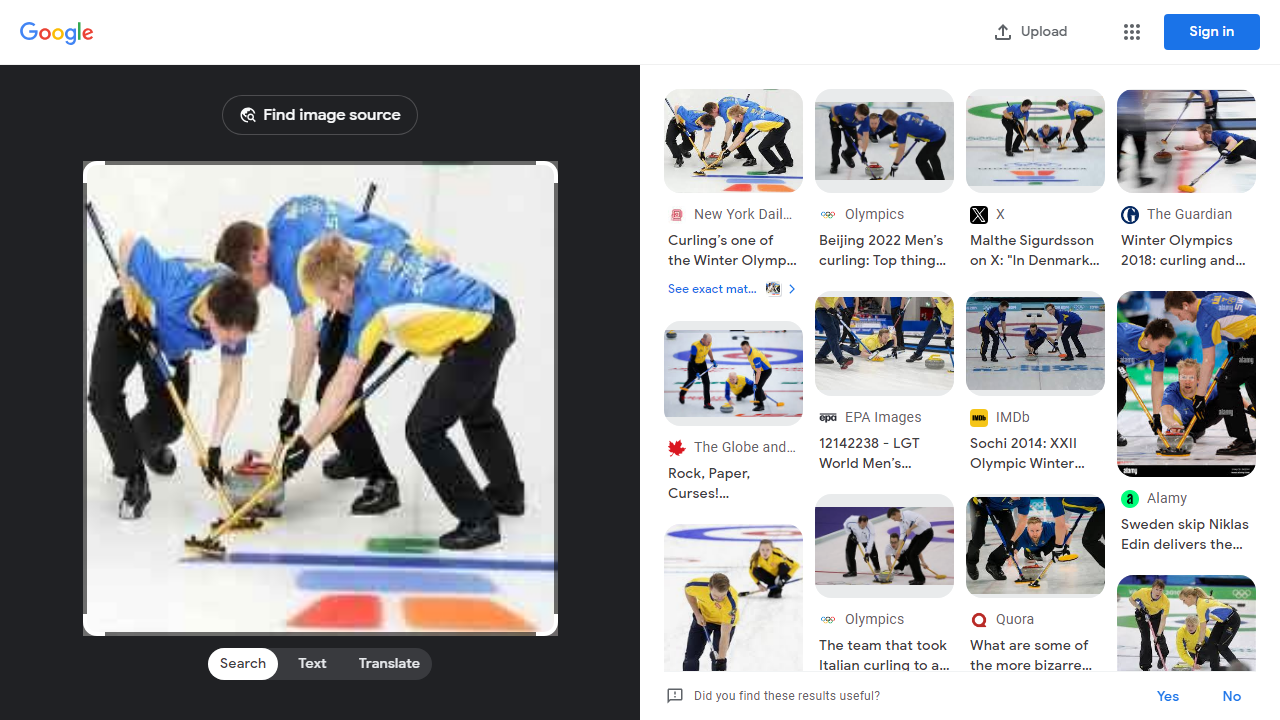 Google
Upload
Sign in
Find image source
Search
Text
Translate
New York Dail...
Curling's one of
the Winter Olymp...
See exact mat...
The Globe and...
Rock, Paper,
Curses!...
Olympics
Beijing 2022 Men's
curling: Top thing...
EPA Images
12142238 - LGT
World Men's...
Olympics
The team that took
Italian curling to a...
X
Malthe Sigurdsson
on X: "In Denmark...
IMDb
Sochi 2014: XXII
Olympic Winter...
Quora
What are some of
the more bizarre...
The Guardian
Winter Olympics
2018: curling and...
alamy
Alamy
Sweden skip Niklas
Edin delivers the...
Did you find these results useful?
Yes
No